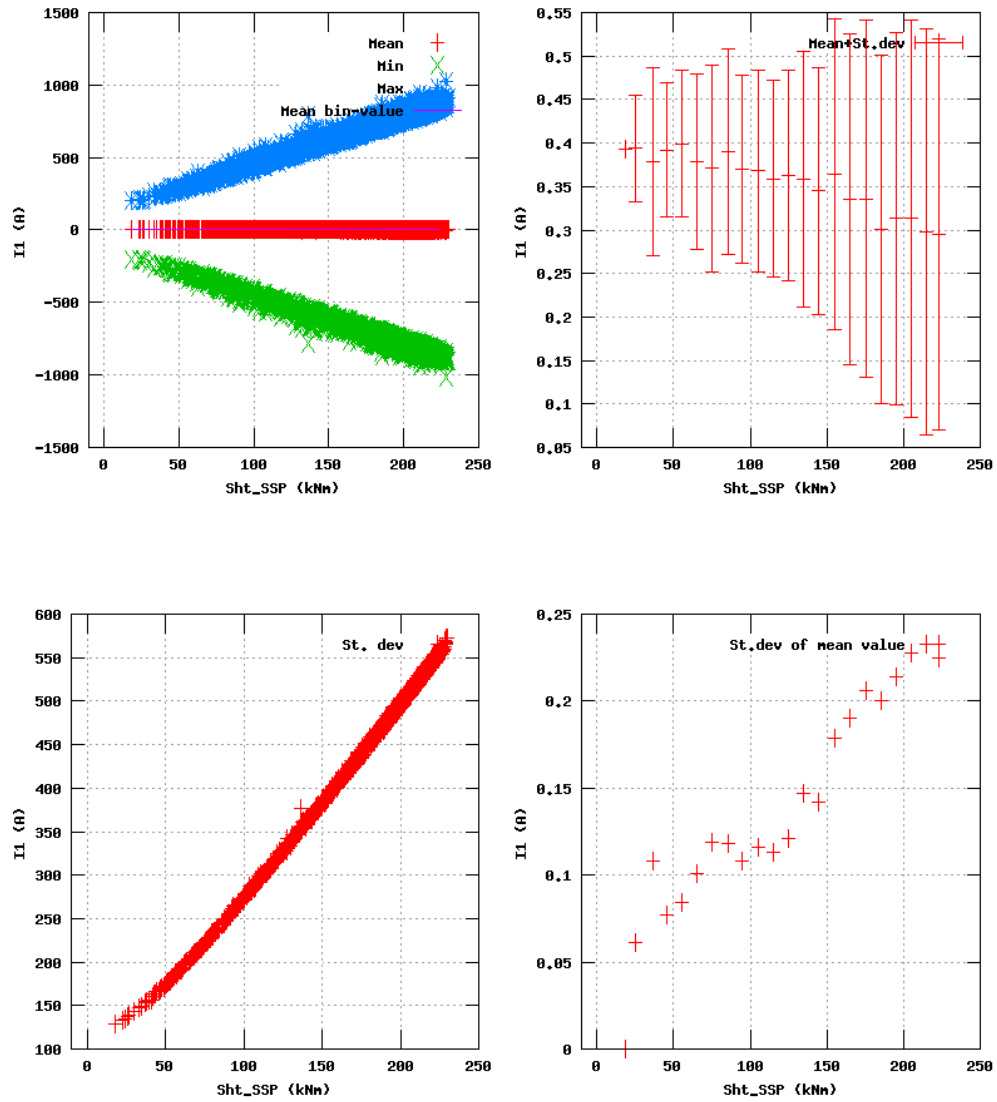 1500
1000
500
0
-500
-1000
-1500
I1 (A)
Mean
Min
Max
Mean bin-value
0 50 100 150 200 250
Sht_SSP (kNm)
0.55
0.5
0.45
0.4
0.35
0.3
0.25
0.2
0.15
0.1
0.05
I1 (A)
Mean+St.dev
0 50 100 150 200 250
Sht_SSP (kNm)
600
550
500
450
400
350
300
250
200
150
100
I1 (A)
St. dev
0 50 100 150 200 250
Sht_SSP (kNm)
0.25
0.2
0.15
0.1
0.05
0
I1 (A)
St.dev of mean value
0 50 100 150 200 250
Sht_SSP (kNm)